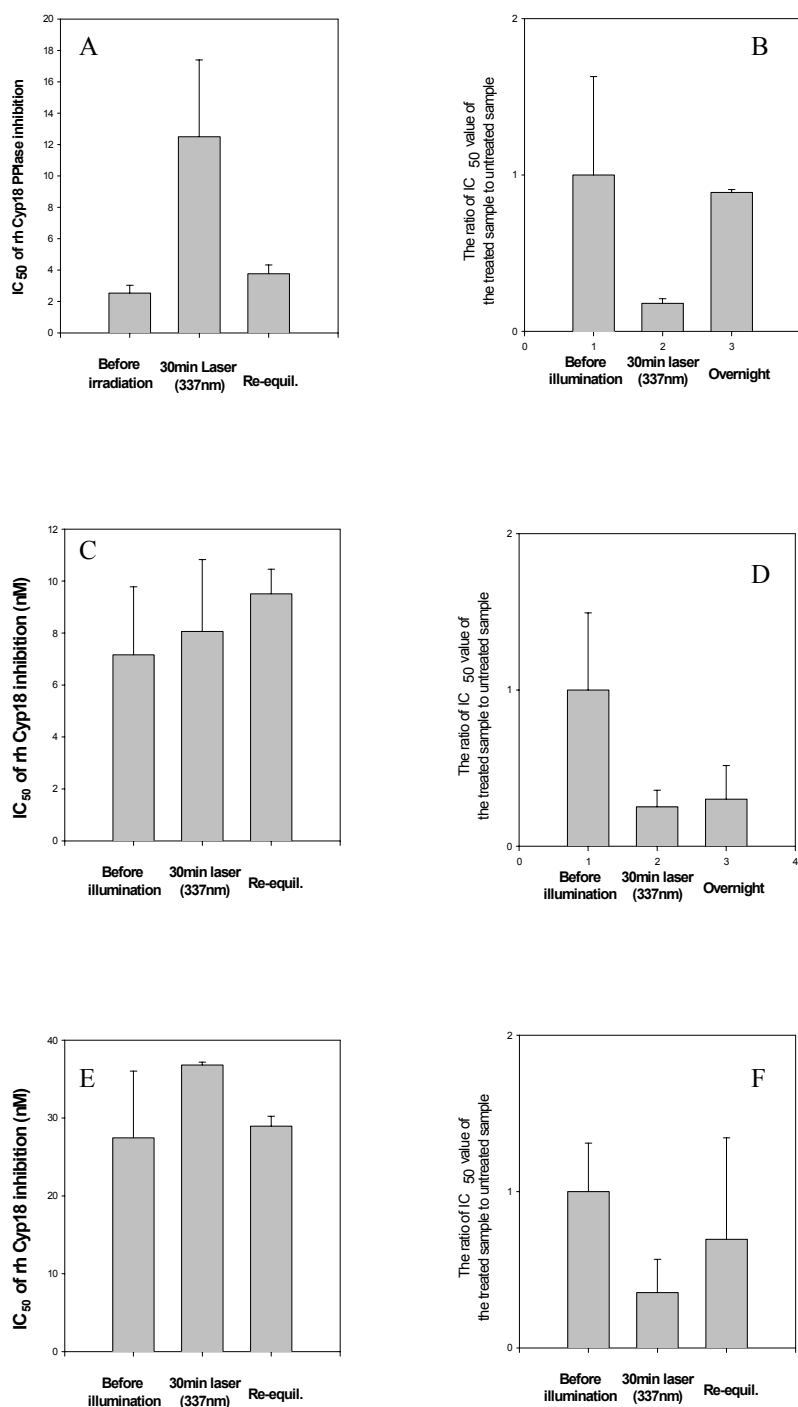 A
20
18
16
14
12
10
8
6
4
2
0
IC50 of rh Cyp18 PPIase inhibition
Before
irradiation
30min Laser
(337nm)
Re-equil.
B
2
1
0
The ratio of IC 50 value of
the treated sample to untreated sample
0 1 2 3
Before
illumination
30min laser
(337nm)
Overnight
C
12
10
8
6
4
2
0
IC50 of rh Cyp18 inhibition (nM)
Before
illumination
30min laser
(337nm)
Re-equil.
D
2
1
0
The ratio of IC 50 value of
the treated sample to untreated sample
0 1 2 3 4
Before
illumination
30min laser
(337nm)
Overnight
E
40
30
20
10
0
IC50 of rh Cyp18 inhibition (nM)
Before
illumination
30min laser
(337nm)
Re-equil.
F
2
1
0
The ratio of IC 50 value of
the treated sample to untreated sample
Before
illumination
30min laser
(337nm)
Re-equil.